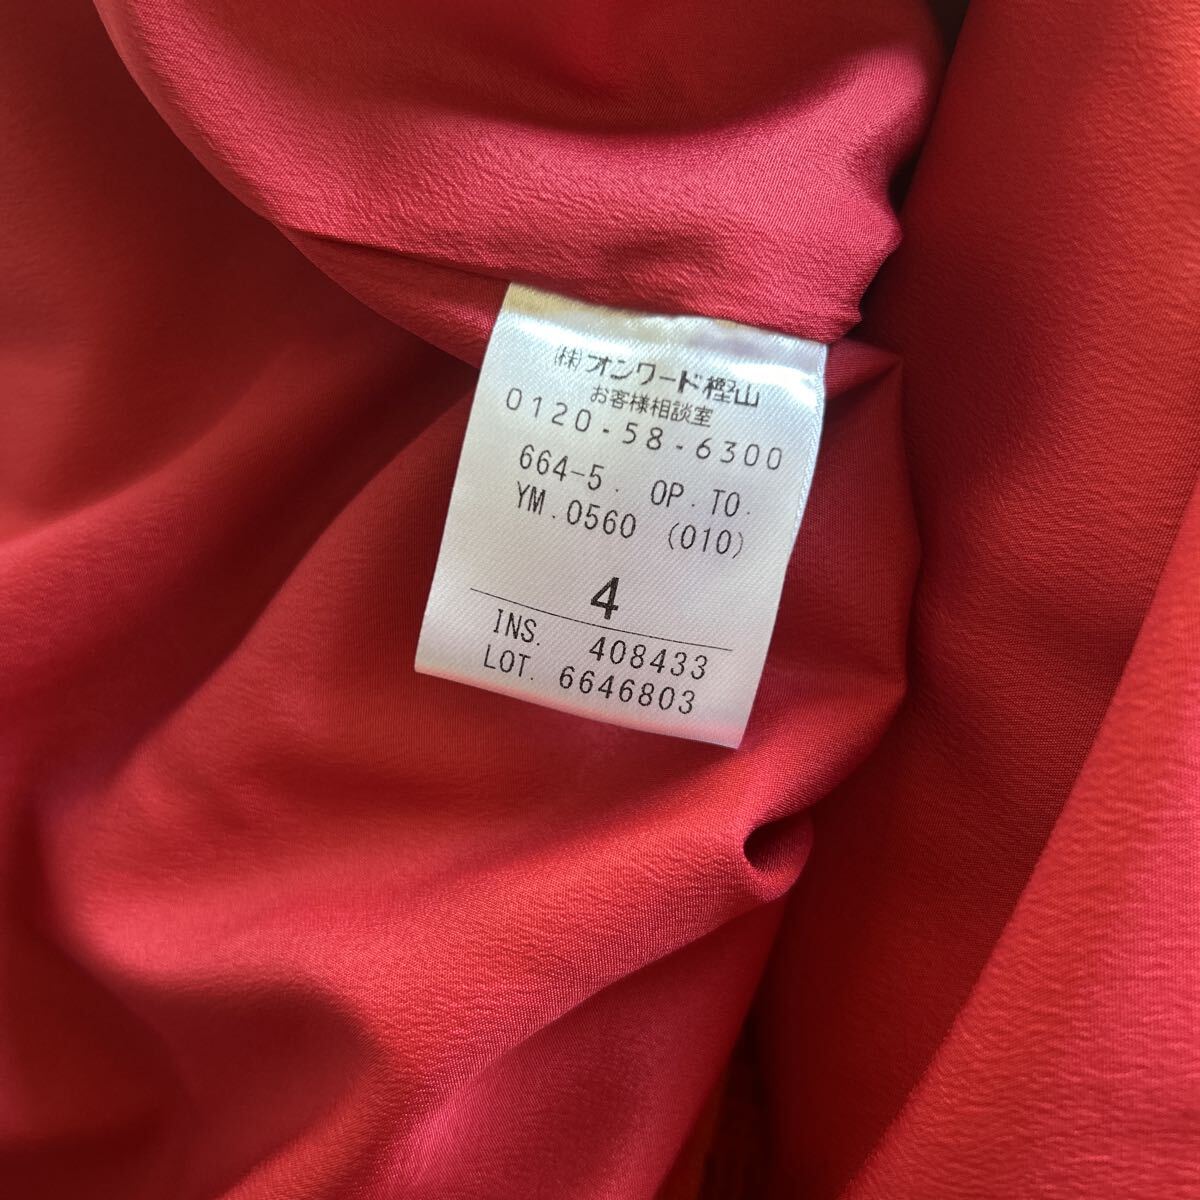 (株)オンワード樫山
お客様相談室
0120-58-6300
664-5. OP.TO.
YM.0560 (010)
4
INS. 408433
LOT. 6646803